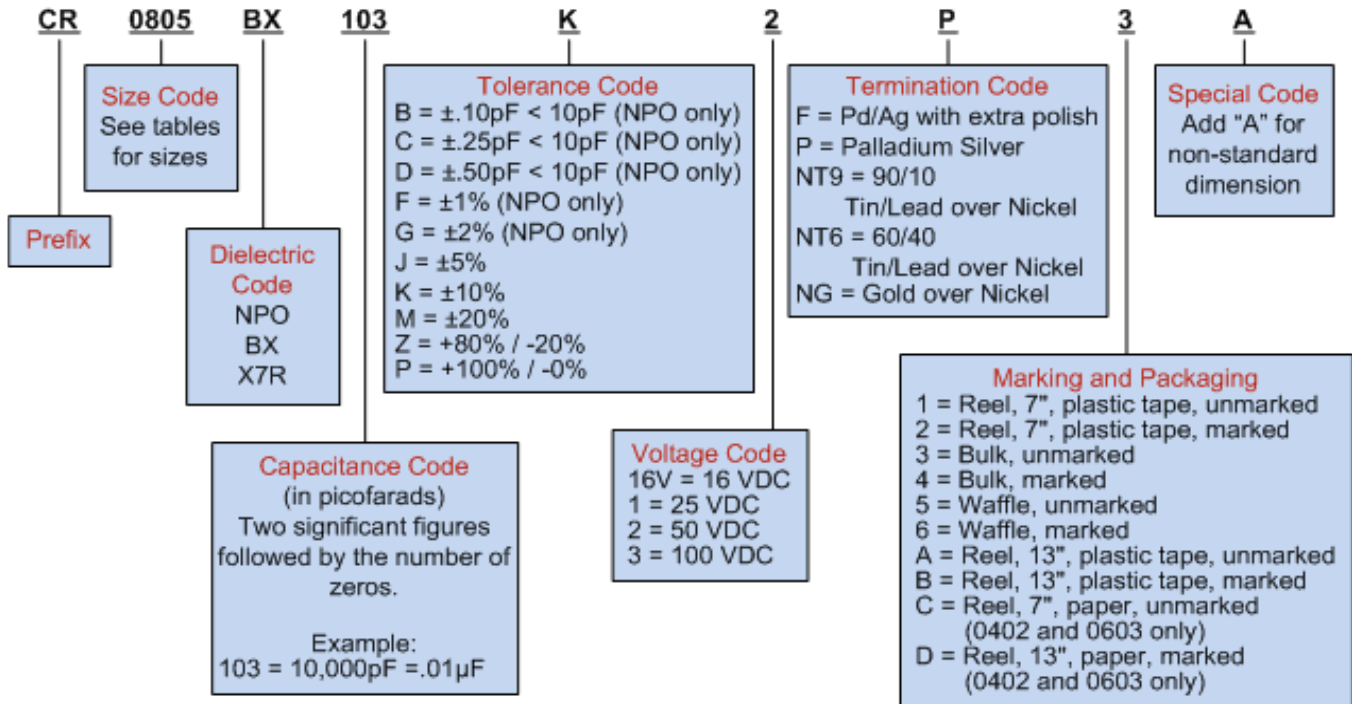 CR 0805 BX 103 K 2 P 3 A
Prefix
Size Code
See tables
for sizes
Dielectric
Code
NPO
BX
X7R
Capacitance Code
(in picofarads)
Two significant figures
followed by the number of
zeros.
Example:
103 = 10,000pF =.01µF
Tolerance Code
B = ±.10pF < 10pF (NPO only)
C = ±.25pF < 10pF (NPO only)
D = ±.50pF < 10pF (NPO only)
F = ±1% (NPO only)
G = ±2% (NPO only)
J = ±5%
K = ±10%
M = ±20%
Z = +80% / -20%
P = +100% / -0%
Voltage Code
16V = 16 VDC
1 = 25 VDC
2 = 50 VDC
3 = 100 VDC
Termination Code
F = Pd/Ag with extra polish
P = Palladium Silver
NT9 = 90/10
Tin/Lead over Nickel
NT6 = 60/40
Tin/Lead over Nickel
NG = Gold over Nickel
Marking and Packaging
1 = Reel, 7", plastic tape, unmarked
2 = Reel, 7", plastic tape, marked
3 = Bulk, unmarked
4 = Bulk, marked
5 = Waffle, unmarked
6 = Waffle, marked
A = Reel, 13", plastic tape, unmarked
B = Reel, 13", plastic tape, marked
C = Reel, 7", paper, unmarked
(0402 and 0603 only)
D = Reel, 13", paper, marked
(0402 and 0603 only)
Special Code
Add “A” for
non-standard
dimension